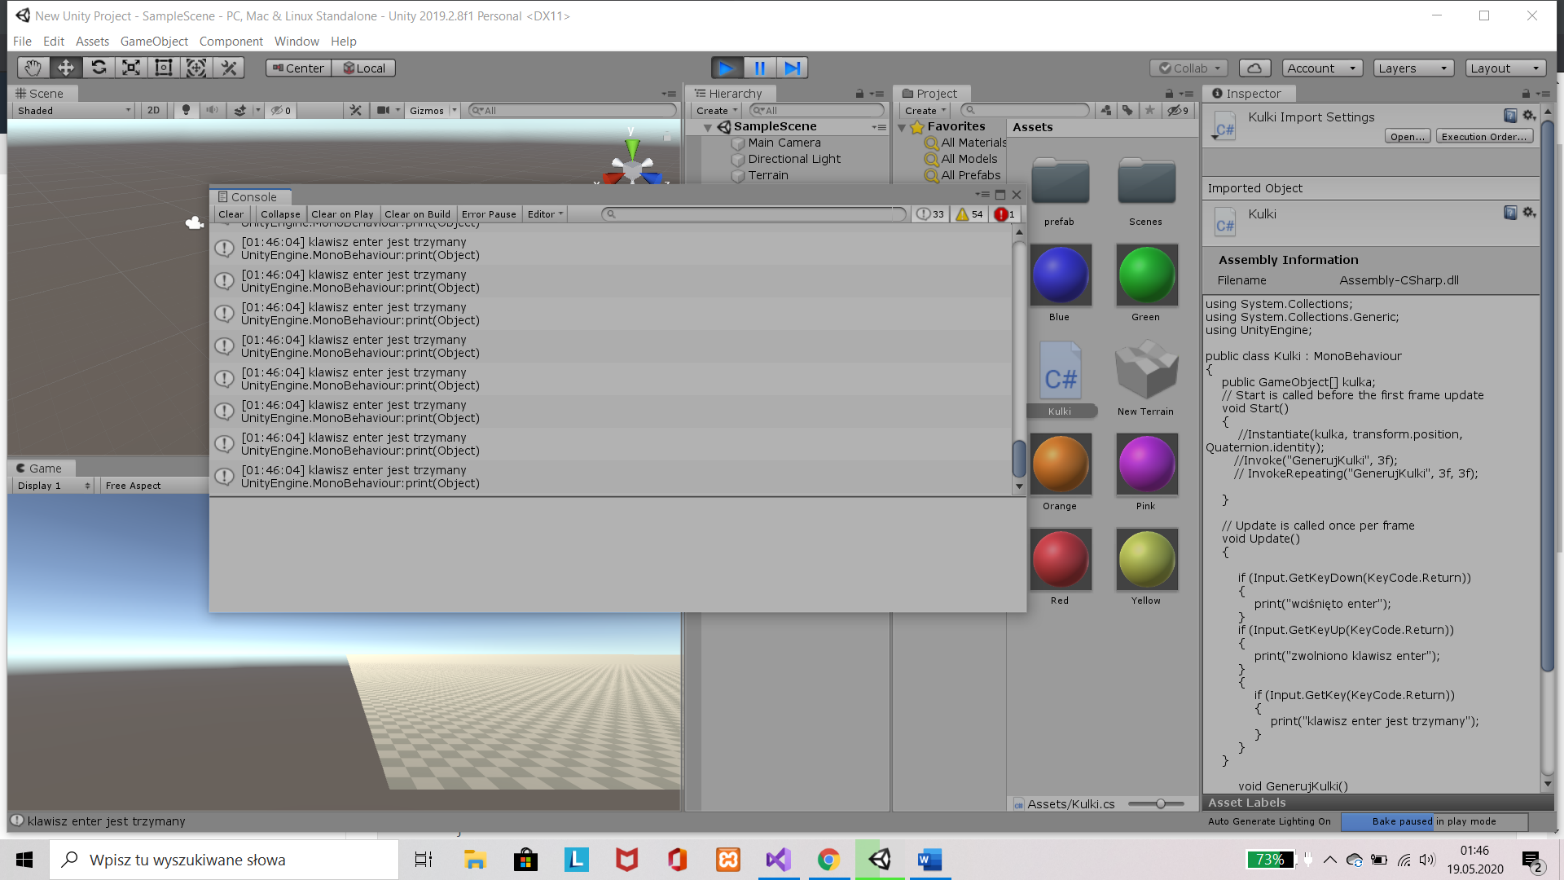 New Unity Project - SampleScene - PC, Mac & Linux Standalone - Unity 2019.2.8f1 Personal <DX11>
File Edit Assets GameObject Component Window Help
Center Local
Collab Account Layers Layout
Scene
Shaded 2D 0 Gizmos All
Hierarchy
Create All
SampleScene
Main Camera
Directional Light
Terrain
Project
Create 9
Favorites
All Materials
All Models
All Prefabs
Assets
prefab Scenes
Blue Green
C#
Kulki New Terrain
Orange Pink
Red Yellow
Assets/Kulki.cs
Console
Clear Collapse Clear on Play Clear on Build Error Pause Editor 33 54 1
UnityEngine.MonoBehaviour:print(Object)
[01:46:04] klawisz enter jest trzymany
UnityEngine.MonoBehaviour:print(Object)
[01:46:04] klawisz enter jest trzymany
UnityEngine.MonoBehaviour:print(Object)
[01:46:04] klawisz enter jest trzymany
UnityEngine.MonoBehaviour:print(Object)
[01:46:04] klawisz enter jest trzymany
UnityEngine.MonoBehaviour:print(Object)
[01:46:04] klawisz enter jest trzymany
UnityEngine.MonoBehaviour:print(Object)
[01:46:04] klawisz enter jest trzymany
UnityEngine.MonoBehaviour:print(Object)
[01:46:04] klawisz enter jest trzymany
UnityEngine.MonoBehaviour:print(Object)
[01:46:04] klawisz enter jest trzymany
UnityEngine.MonoBehaviour:print(Object)
Game
Display 1 Free Aspect
Inspector
Kulki Import Settings
C#
Open... Execution Order...
Imported Object
Kulki
C#
Assembly Information
Filename Assembly-CSharp.dll
using System.Collections;
using System.Collections.Generic;
using UnityEngine;
public class Kulki : MonoBehaviour
{
public GameObject[] kulka;
// Start is called before the first frame update
void Start()
{
//Instantiate(kulka, transform.position,
Quaternion.identity);
//Invoke("GenerujKulki", 3f);
// InvokeRepeating("GenerujKulki", 3f, 3f);
}
// Update is called once per frame
void Update()
{
if (Input.GetKeyDown(KeyCode.Return))
{
print("wciśnięto enter");
}
if (Input.GetKeyUp(KeyCode.Return))
{
print("zwolniono klawisz enter");
}
{
if (Input.GetKey(KeyCode.Return))
{
print("klawisz enter jest trzymany");
}
}
}
void GenerujKulki()
Asset Labels
Auto Generate Lighting On Bake paused in play mode
klawisz enter jest trzymany
Wpisz tu wyszukiwane słowa
73%
01:46
19.05.2020
2